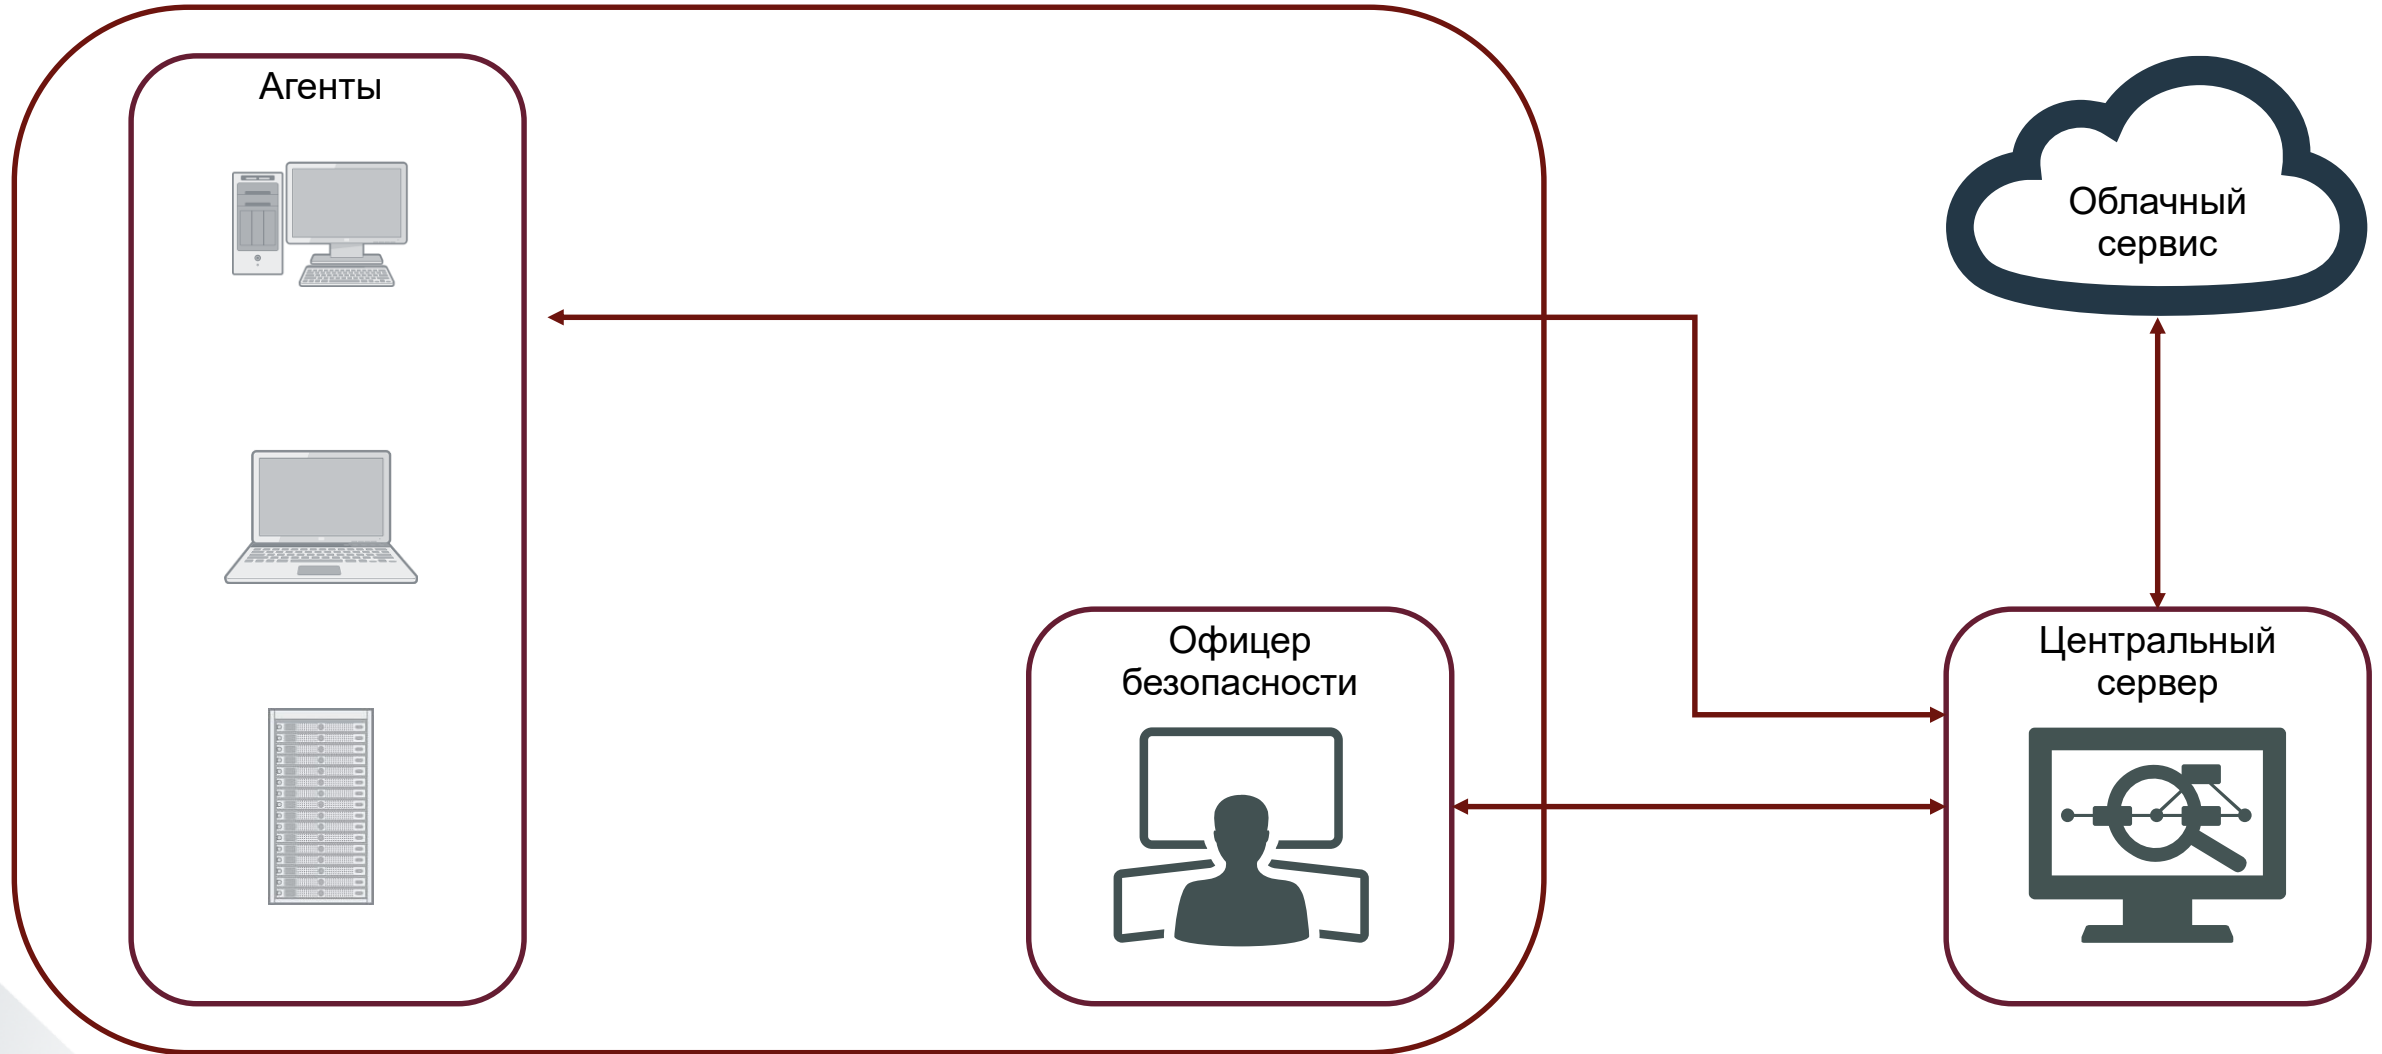 Агенты
Облачный
сервис
Офицер
безопасности
Центральный
сервер